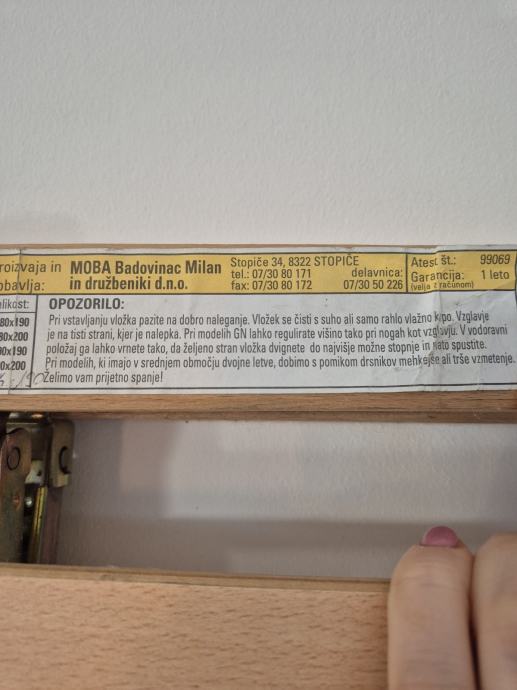 roizvaja in MOBA Badovinac Milan Stopiče 34, 8322 STOPIČE Atest št.: 99069
obavlja: in družbeniki d.n.o. tel.: 07/30 80 171 delavnica: Garancija: 1 leto
fax: 07/30 80 172 07/30 50 226 (velja z računom)
elikost: OPOZORILO:
80x190 Pri vstavljanju vložka pazite na dobro naleganje. Vložek se čisti s suho ali samo rahlo vlažno krpo. Vzglavje
80x200 je na tisti strani, kjer je nalepka. Pri modelih GN lahko regulirate višino tako pri nogah kot vzglavju. V vodoravni
90x190 položaj ga lahko vrnete tako, da željeno stran vložka dvignete do najvišje možne stopnje in nato spustite.
0x200 Pri modelih, ki imajo v srednjem območju dvojne letve, dobimo s pomikom drsnikov mehkejše ali trše vzmetenje.
Želimo vam prijetno spanje!